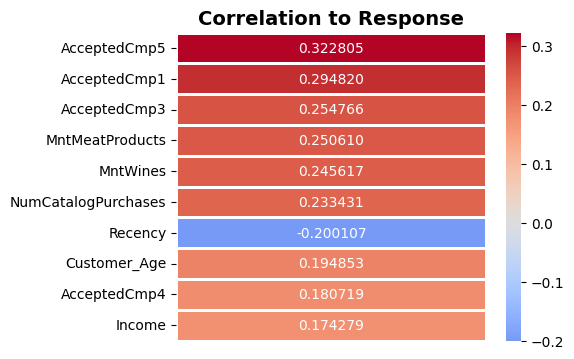 Correlation to Response
AcceptedCmp5 0.322805
AcceptedCmp1 0.294820
AcceptedCmp3 0.254766
MntMeatProducts 0.250610
MntWines 0.245617
NumCatalogPurchases 0.233431
Recency -0.200107
Customer_Age 0.194853
AcceptedCmp4 0.180719
Income 0.174279
0.3
0.2
0.1
0.0
−0.1
−0.2